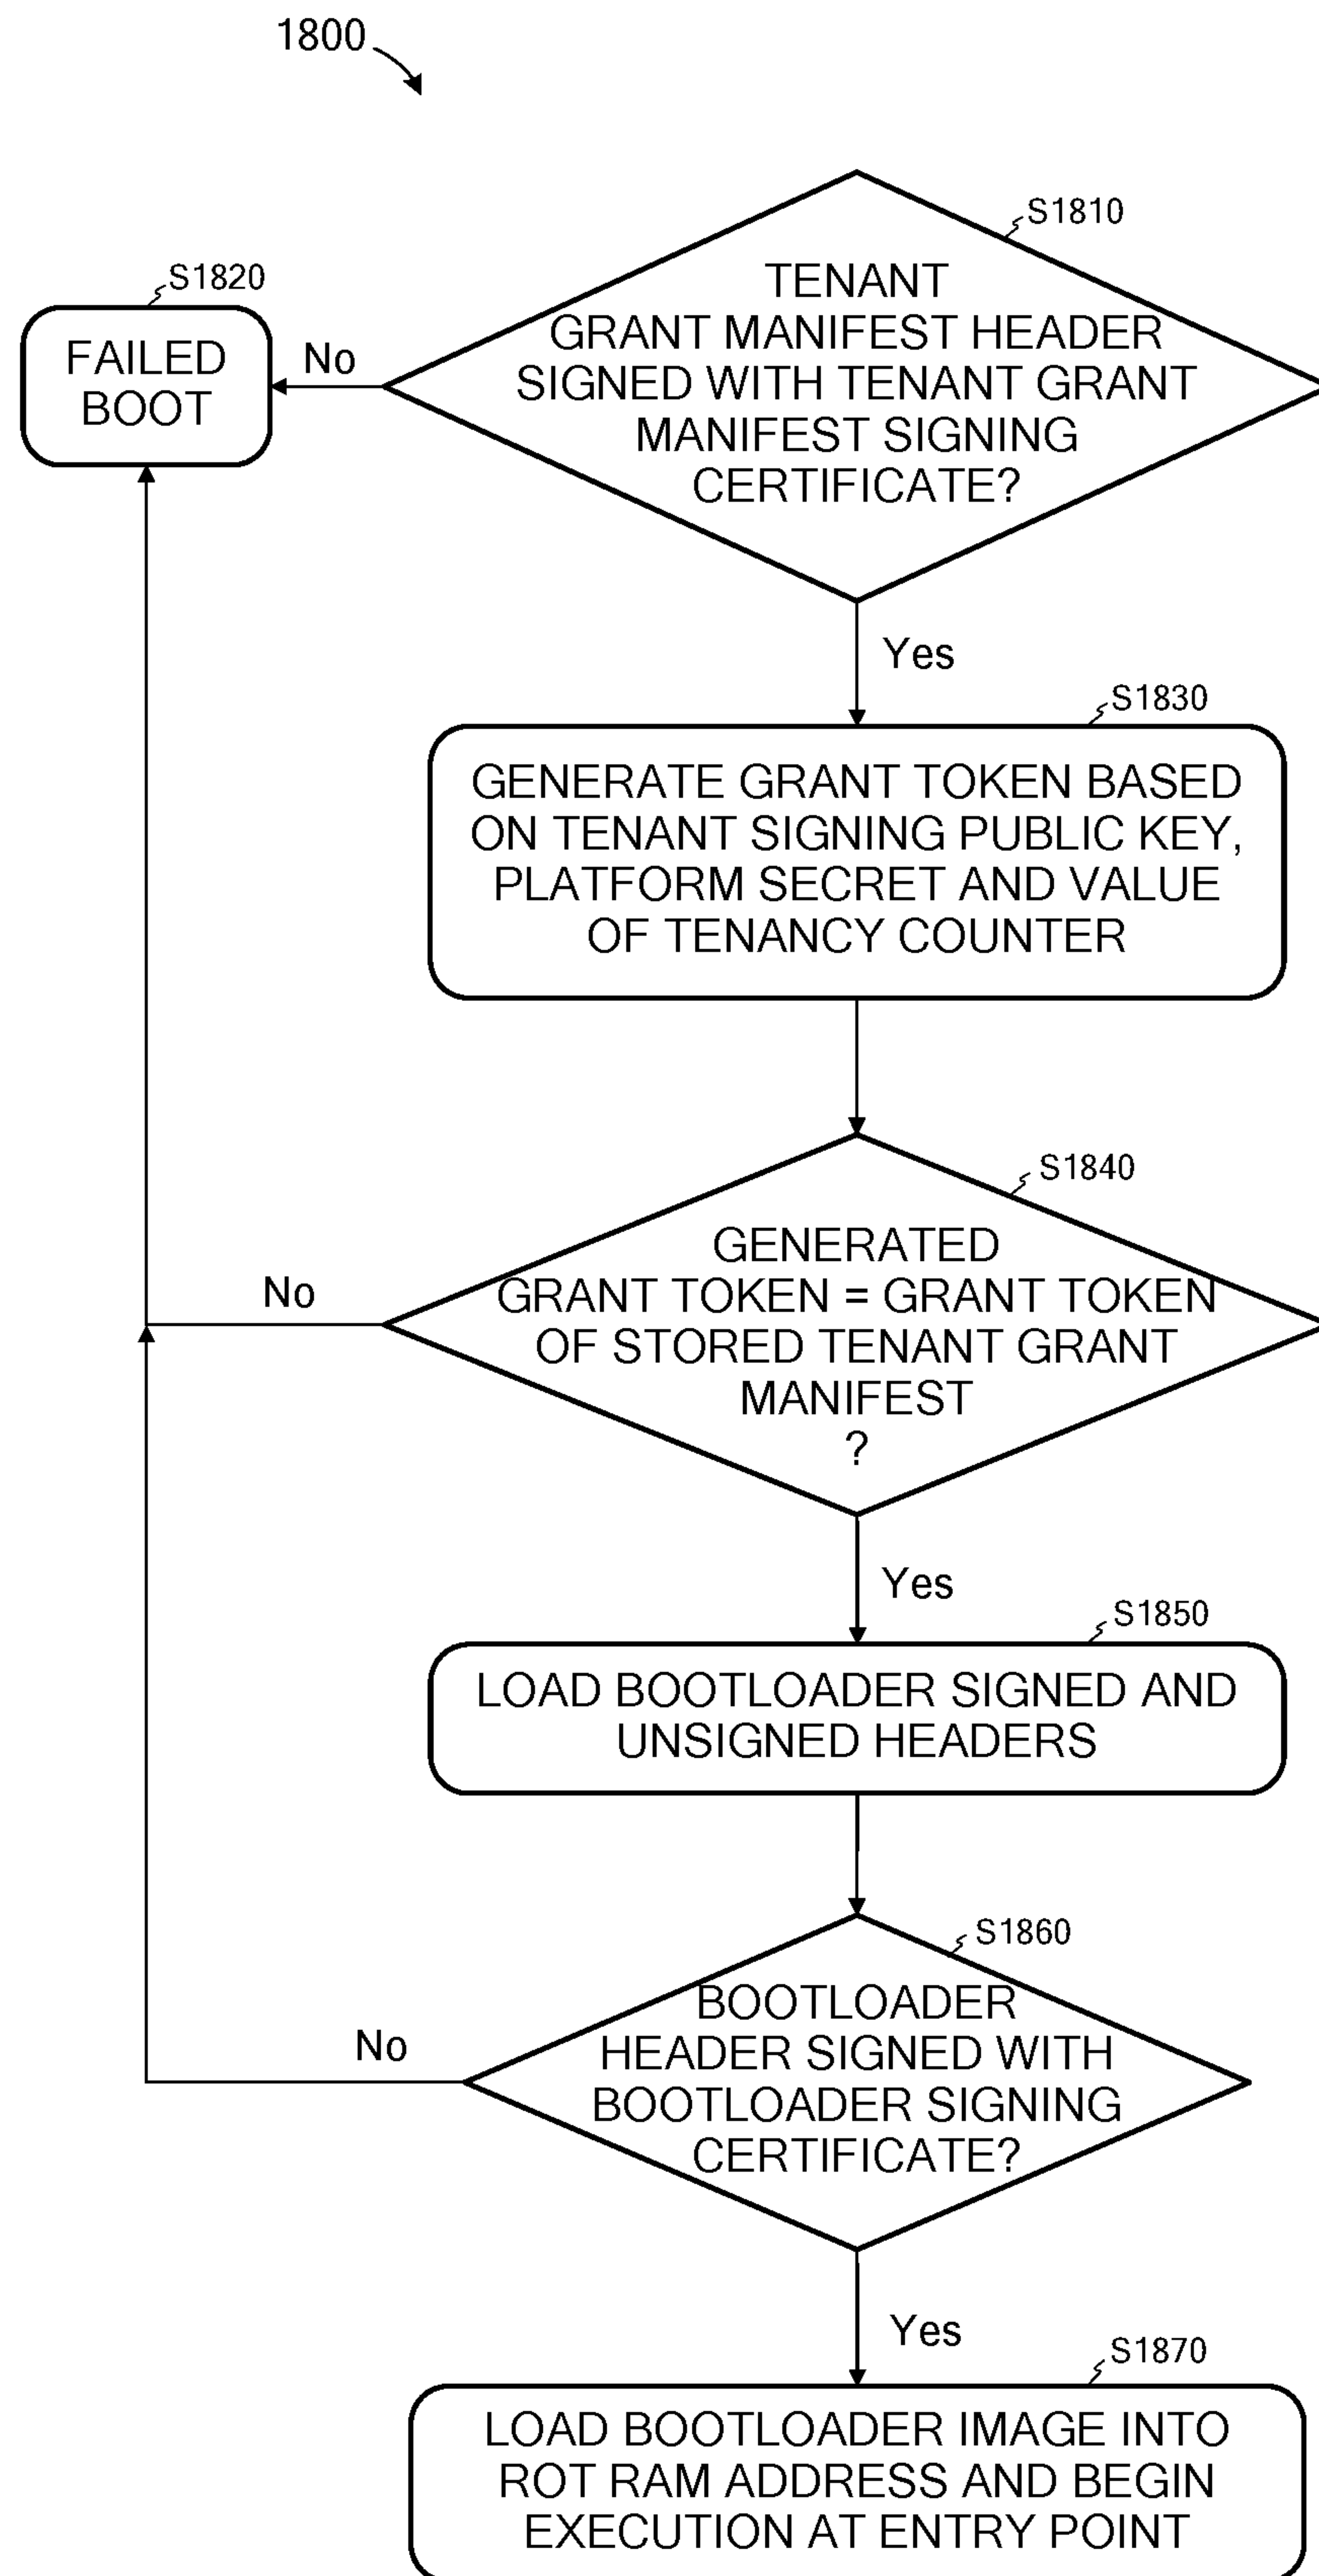 1800
S1810
TENANT
GRANT MANIFEST HEADER
SIGNED WITH TENANT GRANT
MANIFEST SIGNING
CERTIFICATE?
S1820
FAILED
BOOT
No
Yes
S1830
GENERATE GRANT TOKEN BASED
ON TENANT SIGNING PUBLIC KEY,
PLATFORM SECRET AND VALUE
OF TENANCY COUNTER
S1840
GENERATED
GRANT TOKEN = GRANT TOKEN
OF STORED TENANT GRANT
MANIFEST
?
No
Yes
S1850
LOAD BOOTLOADER SIGNED AND
UNSIGNED HEADERS
S1860
BOOTLOADER
HEADER SIGNED WITH
BOOTLOADER SIGNING
CERTIFICATE?
No
Yes
S1870
LOAD BOOTLOADER IMAGE INTO
ROT RAM ADDRESS AND BEGIN
EXECUTION AT ENTRY POINT